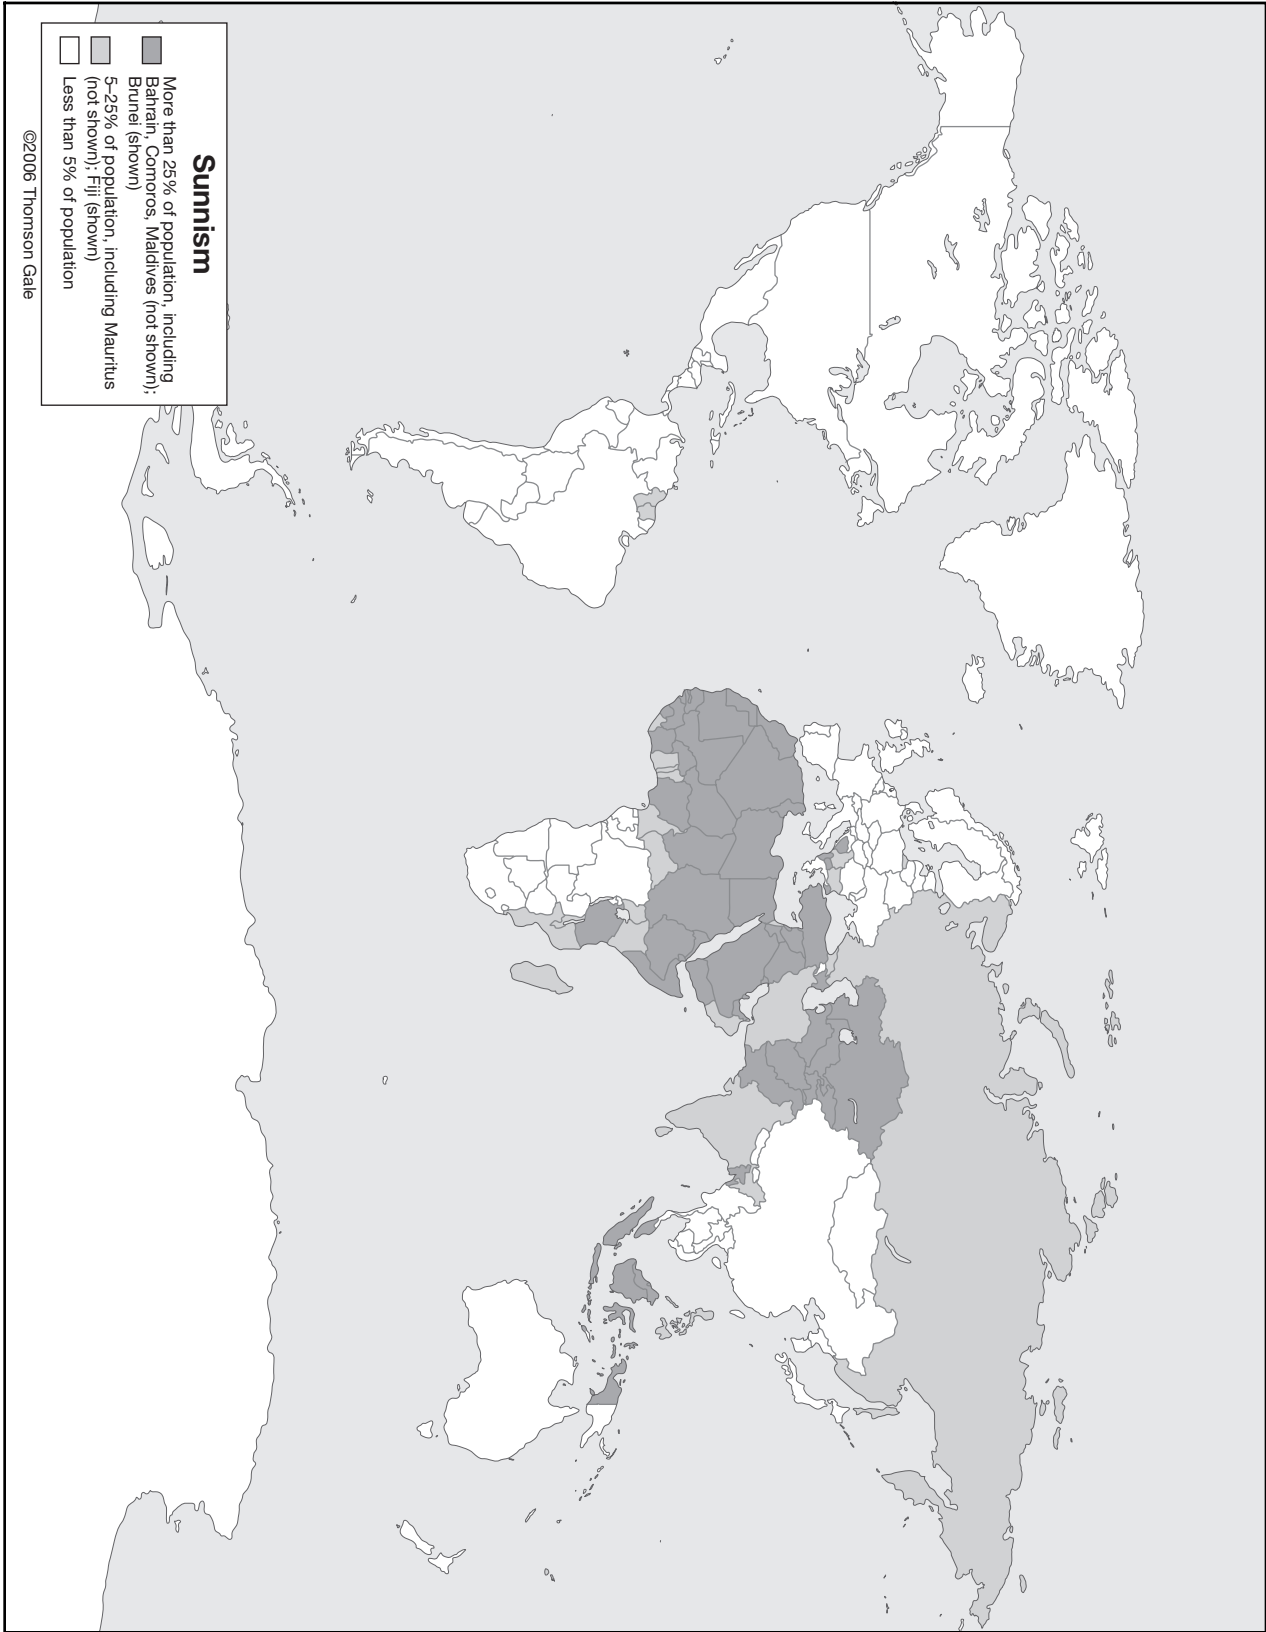 Sunnism
More than 25% of population, including
Bahrain, Comoros, Maldives (not shown);
Brunei (shown)
5–25% of population, including Mauritus
(not shown); Fiji (shown)
Less than 5% of population
©2006 Thomson Gale